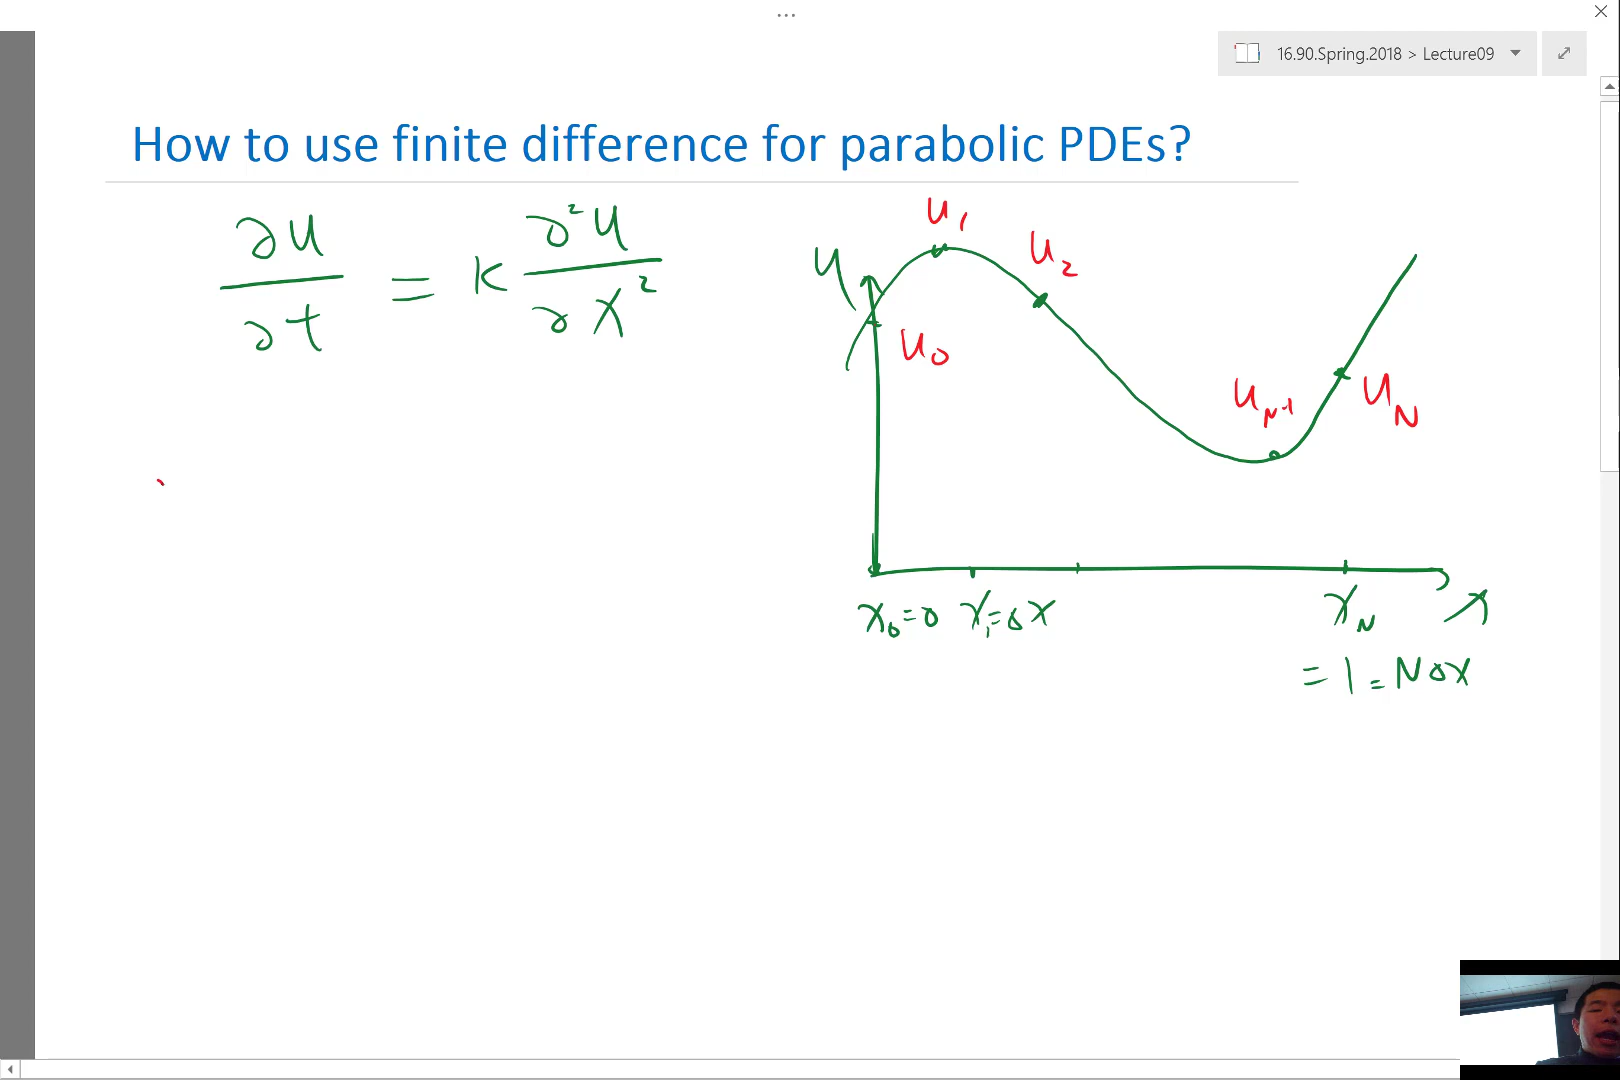 ...
16.90.Spring.2018 > Lecture09
How to use finite difference for parabolic PDEs?
∂u/∂t = K ∂²u/∂x²
u
u₁
u₂
u₀
u_N-1
u_N
x₀=0 x₁=Δx
x_N
x
= 1 = NΔx